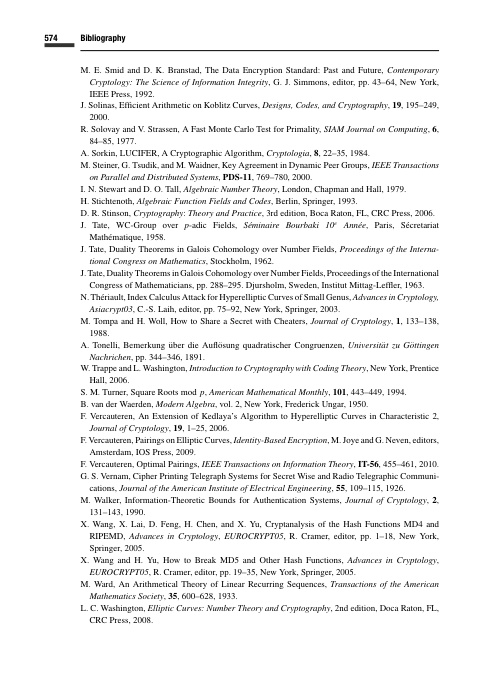 574 Bibliography
M. E. Smid and D. K. Branstad, The Data Encryption Standard: Past and Future, Contemporary
Cryptology: The Science of Information Integrity, G. J. Simmons, editor, pp. 43–64, New York,
IEEE Press, 1992.
J. Solinas, Efficient Arithmetic on Koblitz Curves, Designs, Codes, and Cryptography, 19, 195–249,
2000.
R. Solovay and V. Strassen, A Fast Monte Carlo Test for Primality, SIAM Journal on Computing, 6,
84–85, 1977.
A. Sorkin, LUCIFER, A Cryptographic Algorithm, Cryptologia, 8, 22–35, 1984.
M. Steiner, G. Tsudik, and M. Waidner, Key Agreement in Dynamic Peer Groups, IEEE Transactions
on Parallel and Distributed Systems, PDS-11, 769–780, 2000.
I. N. Stewart and D. O. Tall, Algebraic Number Theory, London, Chapman and Hall, 1979.
H. Stichtenoth, Algebraic Function Fields and Codes, Berlin, Springer, 1993.
D. R. Stinson, Cryptography: Theory and Practice, 3rd edition, Boca Raton, FL, CRC Press, 2006.
J. Tate, WC-Group over p-adic Fields, Séminaire Bourbaki 10e Année, Paris, Sécretariat
Mathématique, 1958.
J. Tate, Duality Theorems in Galois Cohomology over Number Fields, Proceedings of the Interna-
tional Congress on Mathematics, Stockholm, 1962.
J. Tate, Duality Theorems in Galois Cohomology over Number Fields, Proceedings of the International
Congress of Mathematicians, pp. 288–295. Djursholm, Sweden, Institut Mittag-Leffler, 1963.
N. Thériault, Index Calculus Attack for Hyperelliptic Curves of Small Genus, Advances in Cryptology,
Asiacrypt03, C.-S. Laih, editor, pp. 75–92, New York, Springer, 2003.
M. Tompa and H. Woll, How to Share a Secret with Cheaters, Journal of Cryptology, 1, 133–138,
1988.
A. Tonelli, Bemerkung über die Auflösung quadratischer Congruenzen, Universität zu Göttingen
Nachrichten, pp. 344–346, 1891.
W. Trappe and L. Washington, Introduction to Cryptography with Coding Theory, New York, Prentice
Hall, 2006.
S. M. Turner, Square Roots mod p, American Mathematical Monthly, 101, 443–449, 1994.
B. van der Waerden, Modern Algebra, vol. 2, New York, Frederick Ungar, 1950.
F. Vercauteren, An Extension of Kedlaya's Algorithm to Hyperelliptic Curves in Characteristic 2,
Journal of Cryptology, 19, 1–25, 2006.
F. Vercauteren, Pairings on Elliptic Curves, Identity-Based Encryption, M. Joye and G. Neven, editors,
Amsterdam, IOS Press, 2009.
F. Vercauteren, Optimal Pairings, IEEE Transactions on Information Theory, IT-56, 455–461, 2010.
G. S. Vernam, Cipher Printing Telegraph Systems for Secret Wise and Radio Telegraphic Communi-
cations, Journal of the American Institute of Electrical Engineering, 55, 109–115, 1926.
M. Walker, Information-Theoretic Bounds for Authentication Systems, Journal of Cryptology, 2,
131–143, 1990.
X. Wang, X. Lai, D. Feng, H. Chen, and X. Yu, Cryptanalysis of the Hash Functions MD4 and
RIPEMD, Advances in Cryptology, EUROCRYPT05, R. Cramer, editor, pp. 1–18, New York,
Springer, 2005.
X. Wang and H. Yu, How to Break MD5 and Other Hash Functions, Advances in Cryptology,
EUROCRYPT05, R. Cramer, editor, pp. 19–35, New York, Springer, 2005.
M. Ward, An Arithmetical Theory of Linear Recurring Sequences, Transactions of the American
Mathematics Society, 35, 600–628, 1933.
L. C. Washington, Elliptic Curves: Number Theory and Cryptography, 2nd edition, Doca Raton, FL,
CRC Press, 2008.